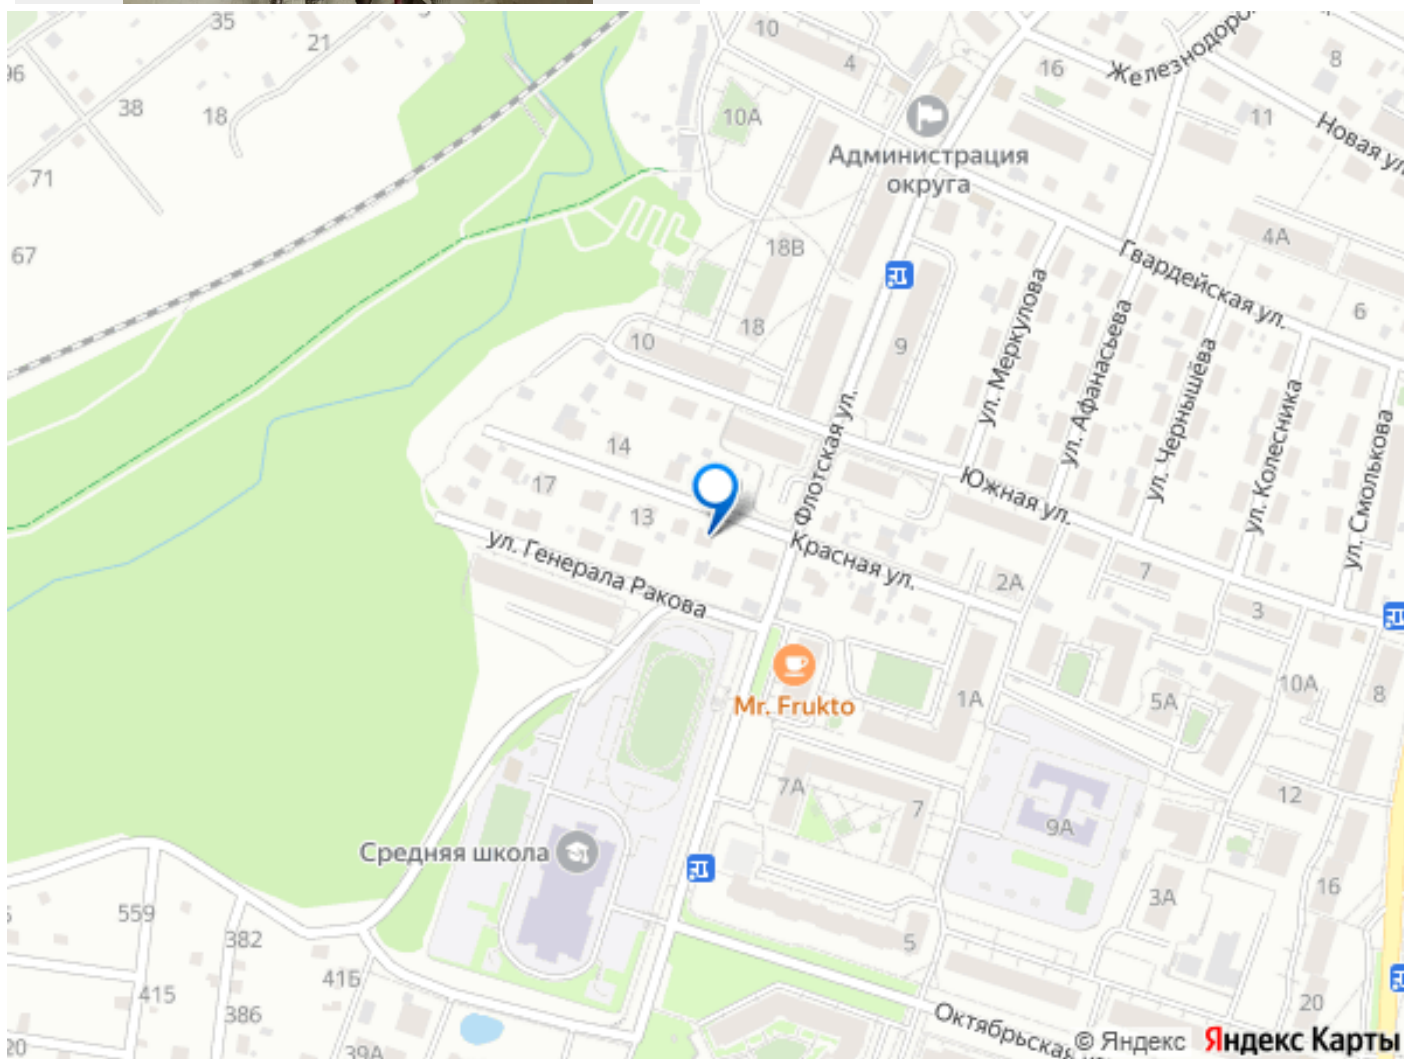 35
21
10
4
16
Железнодоро
8
96
38
18
10А
11
Новая ул.
Администрация
округа
71
67
18В
4А
Гвардейская ул.
6
18
10
9
ул. Меркулова
ул. Афанасьева
ул. Чернышёва
ул. Колесника
ул. Смолькова
14
17
13
Флотская ул.
Южная ул.
ул. Генерала Ракова
Красная ул.
2А
7
3
Mr. Frukto
1А
5А
10А
8
7А
7
12
9А
Средняя школа
3А
16
559
382
5
41Б
415
386
20
Октябрьская
20
39А
© Яндекс Яндекс Карты